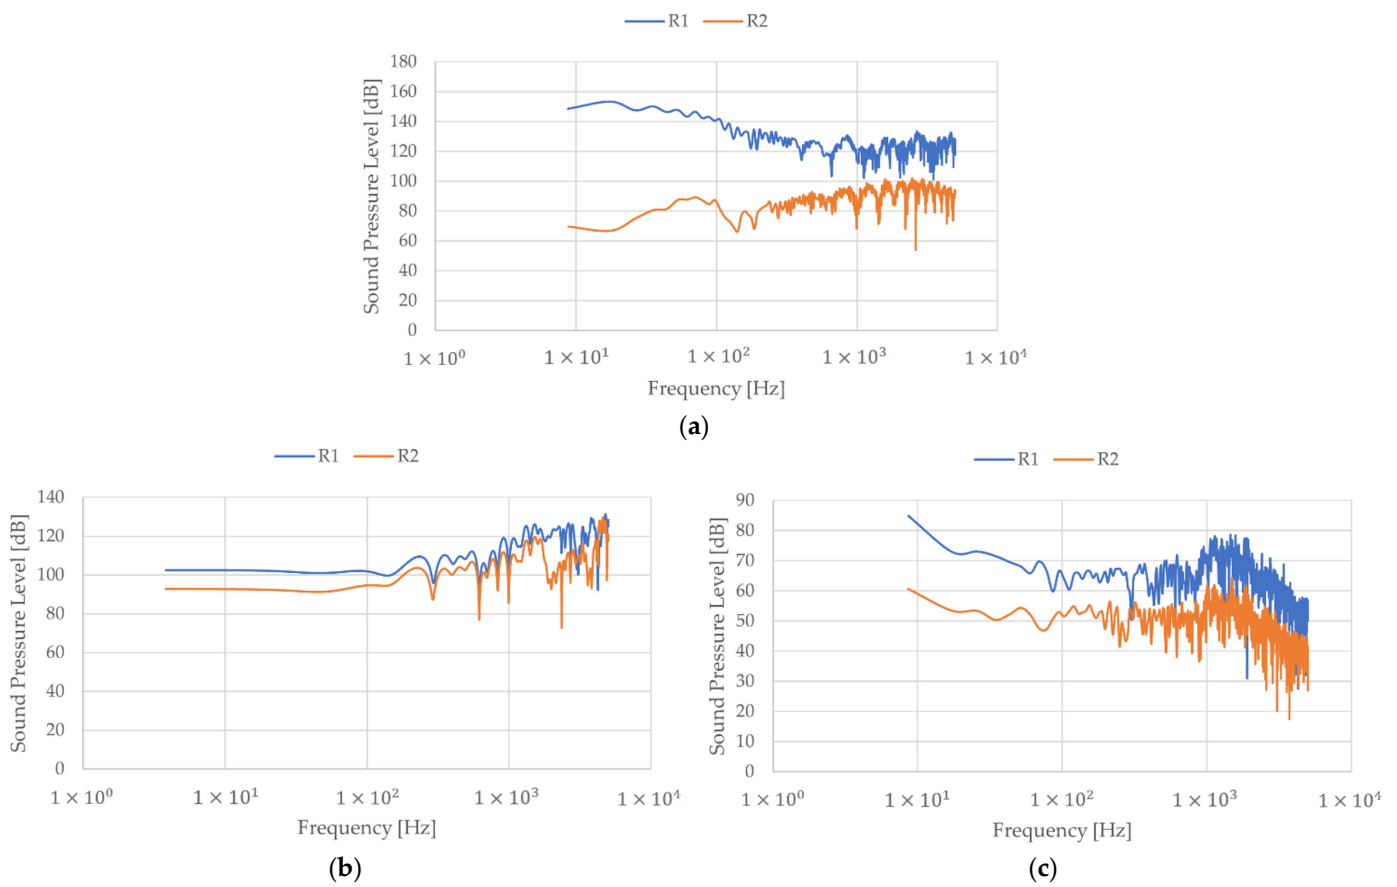 R1 R2
180
160
140
120
100
80
60
40
20
0
Sound Pressure Level [dB]
1 × 10⁰ 1 × 10¹ 1 × 10² 1 × 10³ 1 × 10⁴
Frequency [Hz]
(a)
R1 R2
140
120
100
80
60
40
20
0
Sound Pressure Level [dB]
1 × 10⁰ 1 × 10¹ 1 × 10² 1 × 10³ 1 × 10⁴
Frequency [Hz]
(b)
R1 R2
90
80
70
60
50
40
30
20
10
0
Sound Pressure Level [dB]
1 × 10⁰ 1 × 10¹ 1 × 10² 1 × 10³ 1 × 10⁴
Frequency [Hz]
(c)